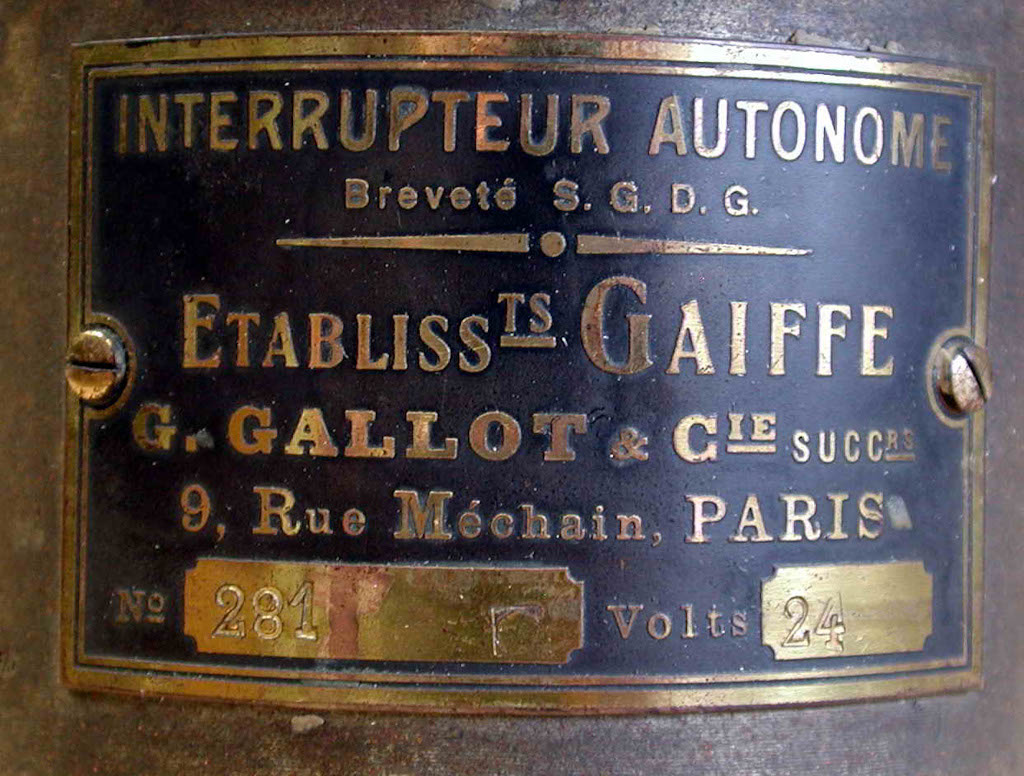 INTERRUPTEUR AUTONOME
Breveté S. G. D. G.
ETABLISSTS GAIFFE
G. GALLOT & CIE SUCCRS
9, Rue Méchain, PARIS
No 281 Volts 24